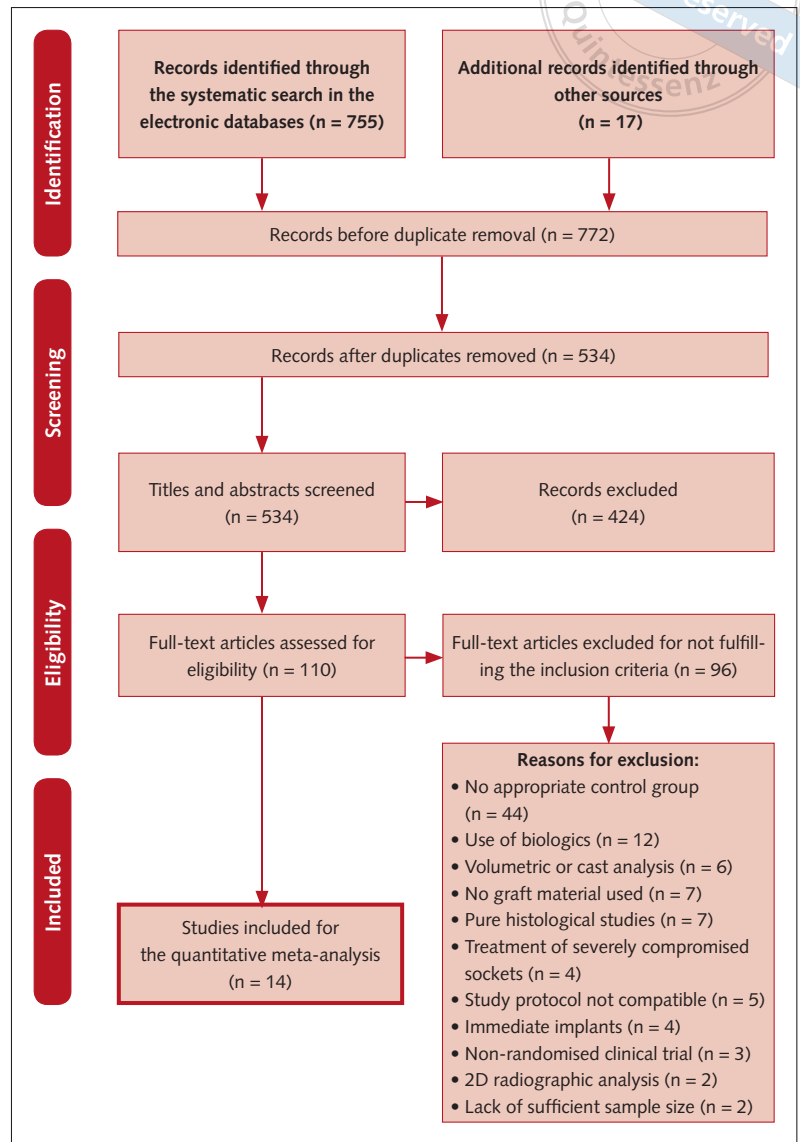 Quintessenz
eserved
Identification
Records identified through
the systematic search in the
electronic databases (n = 755)
Additional records identified through
other sources
(n = 17)
Records before duplicate removal (n = 772)
Screening
Records after duplicates removed (n = 534)
Titles and abstracts screened
(n = 534)
Records excluded
(n = 424)
Eligibility
Full-text articles assessed for
eligibility (n = 110)
Full-text articles excluded for not fulfill-
ing the inclusion criteria (n = 96)
Reasons for exclusion:
• No appropriate control group
(n = 44)
• Use of biologics (n = 12)
• Volumetric or cast analysis (n = 6)
• No graft material used (n = 7)
• Pure histological studies (n = 7)
• Treatment of severely compromised
sockets (n = 4)
• Study protocol not compatible (n = 5)
• Immediate implants (n = 4)
• Non-randomised clinical trial (n = 3)
• 2D radiographic analysis (n = 2)
• Lack of sufficient sample size (n = 2)
Included
Studies included for
the quantitative meta-analysis
(n = 14)